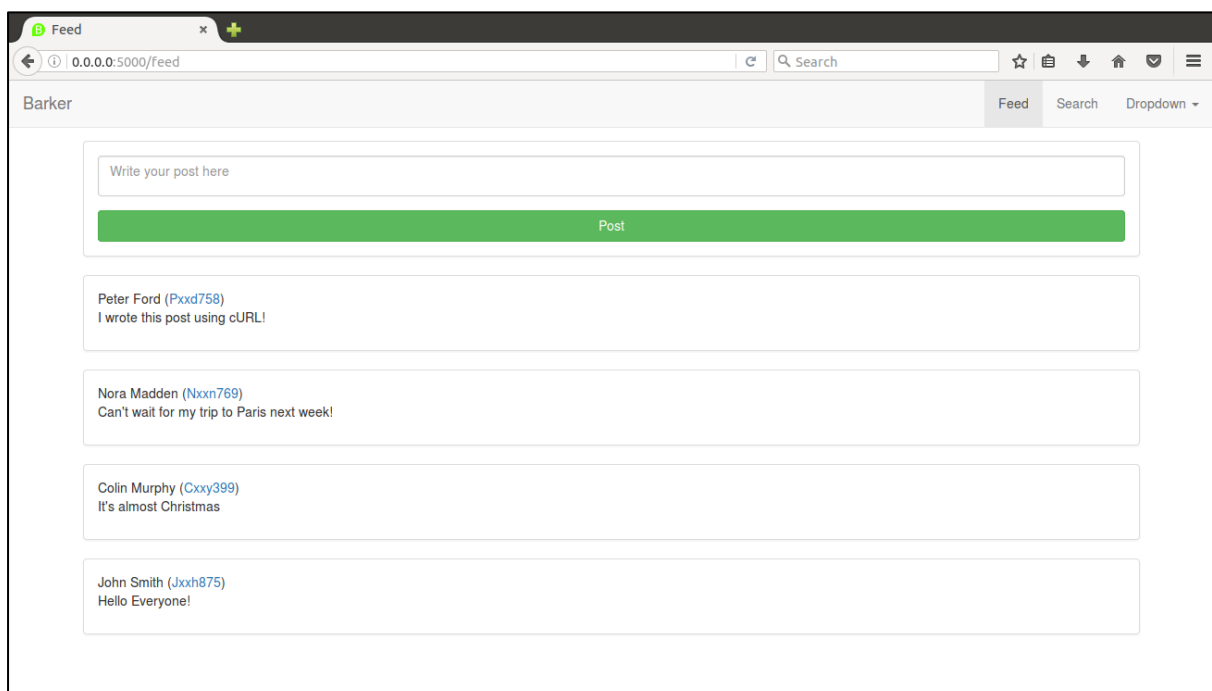 B Feed
0.0.0.0:5000/feed
Search
Barker
Feed Search Dropdown
Write your post here
Post
Peter Ford (Pxxd758)
I wrote this post using cURL!
Nora Madden (Nxxn769)
Can't wait for my trip to Paris next week!
Colin Murphy (Cxxy399)
It's almost Christmas
John Smith (Jxxh875)
Hello Everyone!